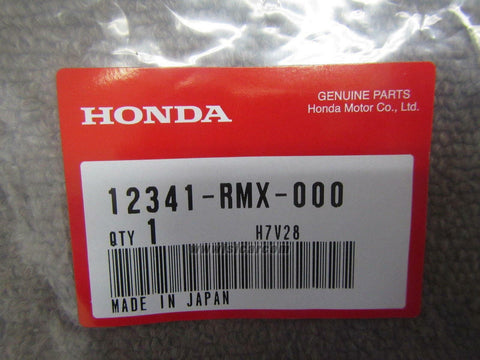 HONDA
GENUINE PARTS
Honda Motor Co., Ltd.
12341-RMX-000
QTY 1 H7V28
MADE IN JAPAN